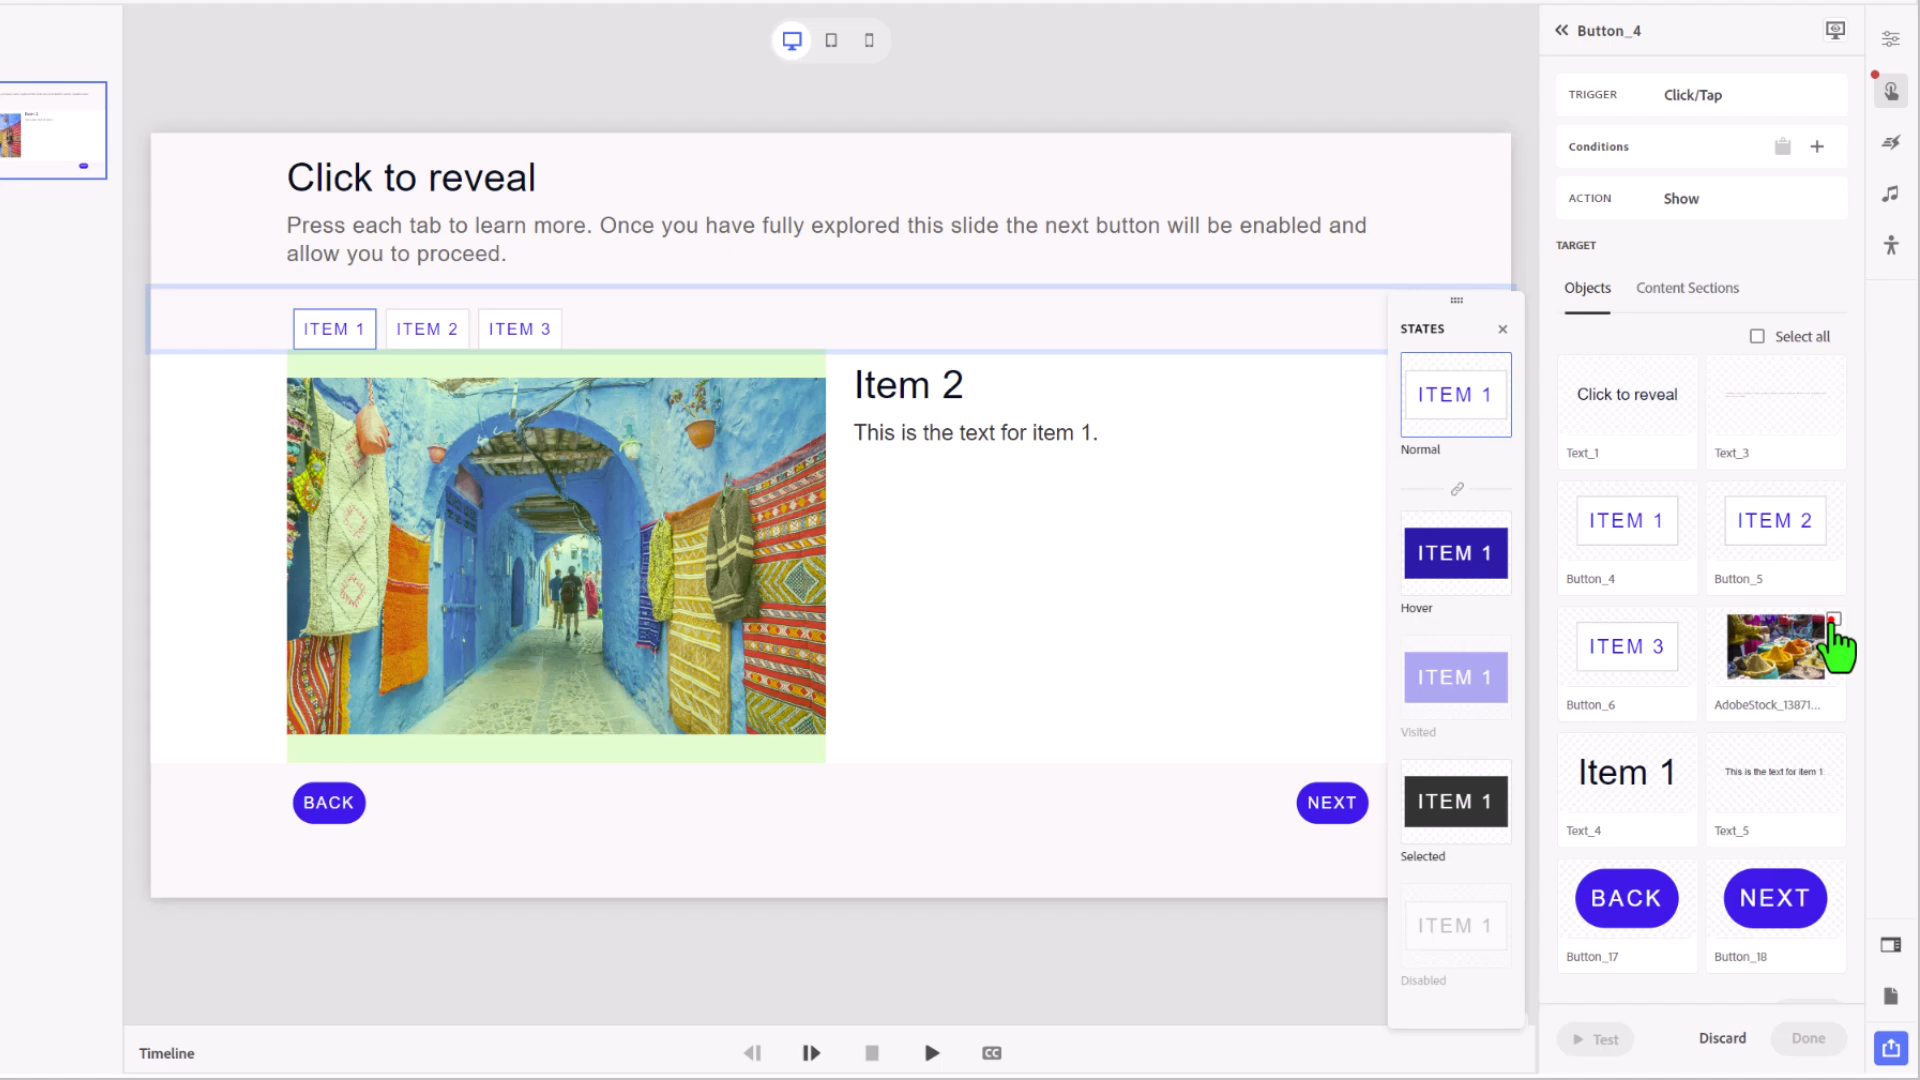 Button_4
TRIGGER Click/Tap
Conditions
ACTION Show
TARGET
Objects Content Sections
Select all
Click to reveal
Text_1 Text_3
ITEM 1 ITEM 2
Button_4 Button_5
ITEM 3
Button_6 AdobeStock_13871...
Item 1 This is the text for item 1
Text_4 Text_5
BACK NEXT
Button_17 Button_18
Test Discard Done
Click to reveal
Press each tab to learn more. Once you have fully explored this slide the next button will be enabled and
allow you to proceed.
ITEM 1 ITEM 2 ITEM 3
Item 2
This is the text for item 1.
BACK NEXT
STATES
ITEM 1
Normal
ITEM 1
Hover
ITEM 1
Visited
ITEM 1
Selected
ITEM 1
Disabled
Timeline
CC